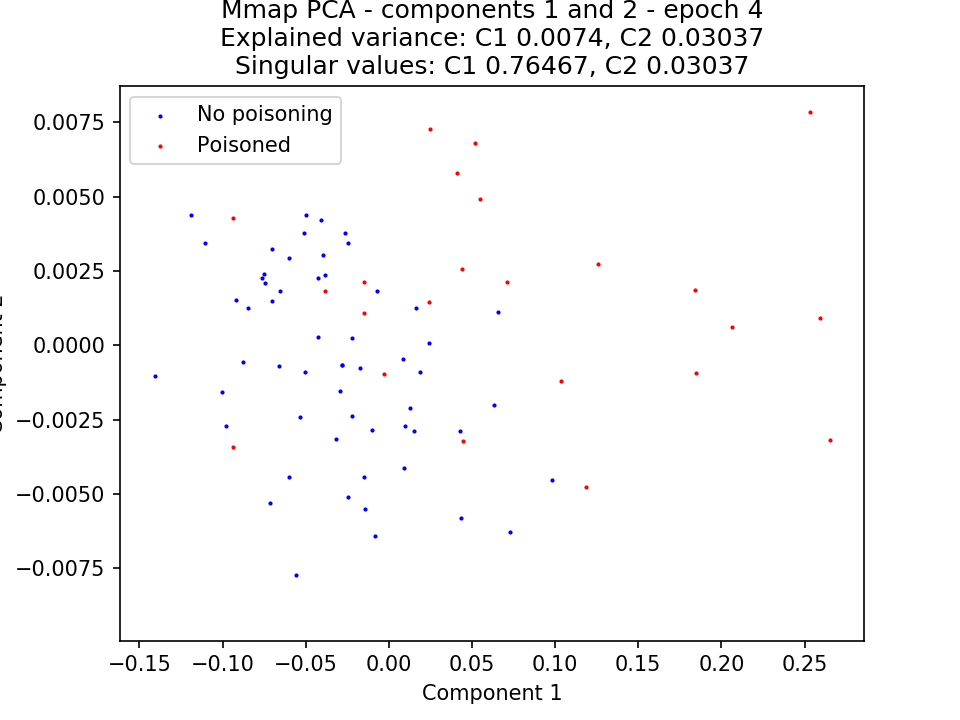 Mmap PCA - components 1 and 2 - epoch 4
Explained variance: C1 0.0074, C2 0.03037
Singular values: C1 0.76467, C2 0.03037
No poisoning
Poisoned
0.0075
0.0050
0.0025
0.0000
−0.0025
−0.0050
−0.0075
−0.15 −0.10 −0.05 0.00 0.05 0.10 0.15 0.20 0.25
Component 1